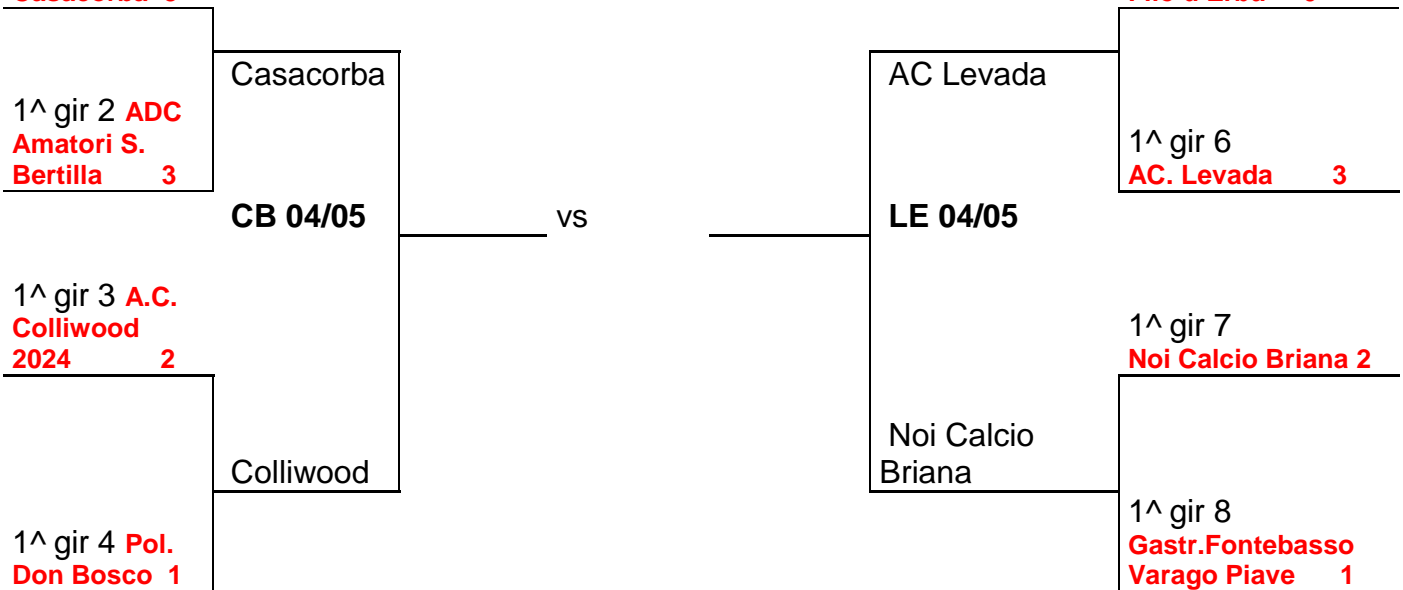 Casacorba
1^ gir 2 ADC
Amatori S.
Bertilla 3
CB 04/05
1^ gir 3 A.C.
Colliwood
2024 2
Colliwood
1^ gir 4 Pol.
Don Bosco 1
vs
AC Levada
1^ gir 6
AC. Levada 3
LE 04/05
1^ gir 7
Noi Calcio Briana 2
Noi Calcio
Briana
1^ gir 8
Gastr.Fontebasso
Varago Piave 1